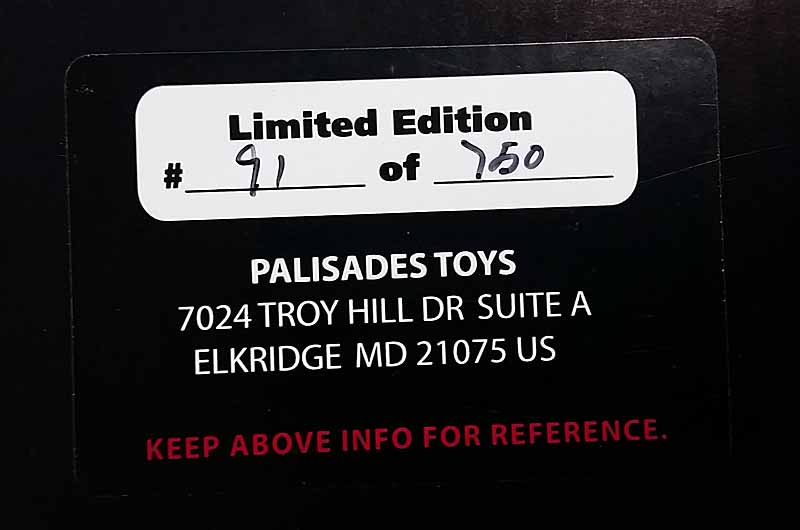 Limited Edition
# 91 of 750
PALISADES TOYS
7024 TROY HILL DR SUITE A
ELKRIDGE MD 21075 US
KEEP ABOVE INFO FOR REFERENCE.